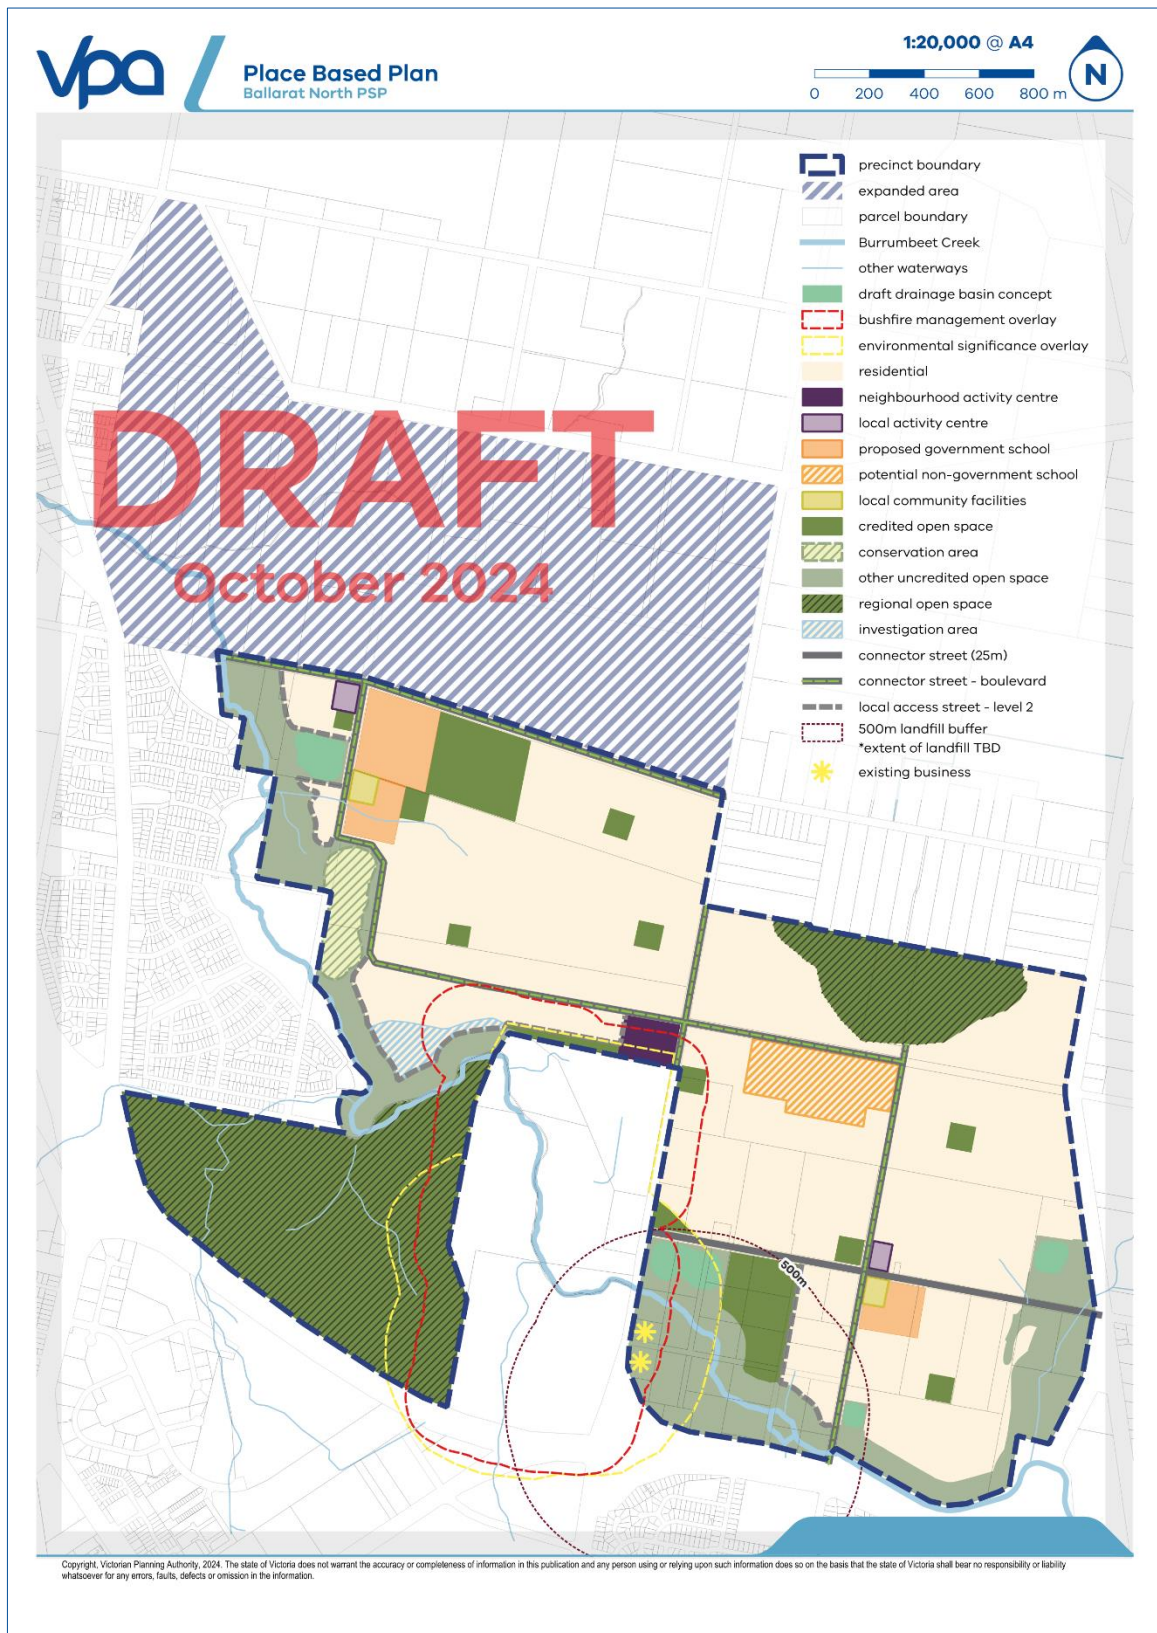 vpa
Place Based Plan
Ballarat North PSP
1:20,000 @ A4
0 200 400 600 800 m
N
precinct boundary
expanded area
parcel boundary
Burrumbeet Creek
other waterways
draft drainage basin concept
bushfire management overlay
environmental significance overlay
residential
neighbourhood activity centre
local activity centre
proposed government school
potential non-government school
local community facilities
credited open space
conservation area
other uncredited open space
regional open space
investigation area
connector street (25m)
connector street - boulevard
local access street - level 2
500m landfill buffer
*extent of landfill TBD
existing business
DRAFT
October 2024
500m
Copyright, Victorian Planning Authority, 2024. The state of Victoria does not warrant the accuracy or completeness of information in this publication and any person using or relying upon such information does so on the basis that the state of Victoria shall bear no responsibility or liability
whatsoever for any errors, faults, defects or omission in the information.